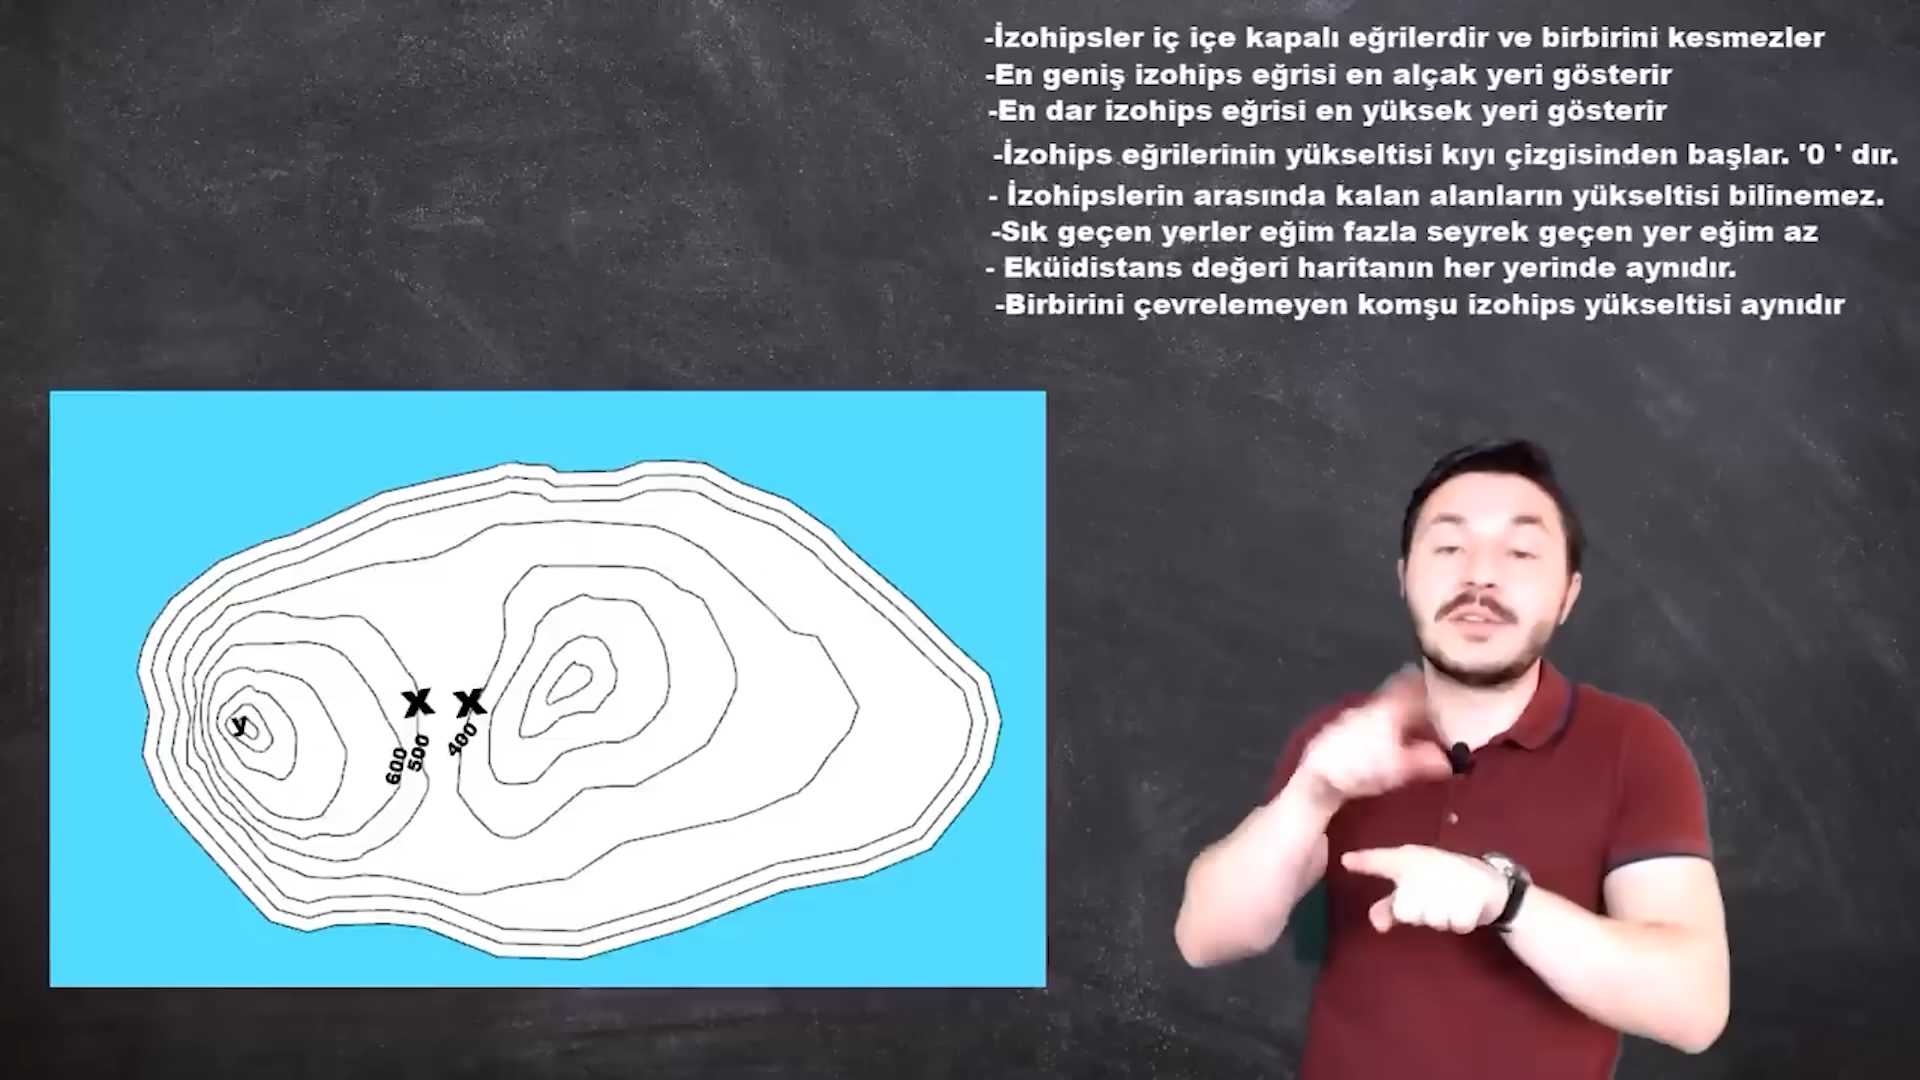 -İzohipsler iç içe kapalı eğrilerdir ve birbirini kesmezler
-En geniş izohips eğrisi en alçak yeri gösterir
-En dar izohips eğrisi en yüksek yeri gösterir
-İzohips eğrilerinin yükseltisi kıyı çizgisinden başlar. '0 ' dır.
- İzohipslerin arasında kalan alanların yükseltisi bilinemez.
-Sık geçen yerler eğim fazla seyrek geçen yer eğim az
- Eküidistans değeri haritanın her yerinde aynıdır.
-Birbirini çevrelemeyen komşu izohips yükseltisi aynıdır
y
X X
600
500
400